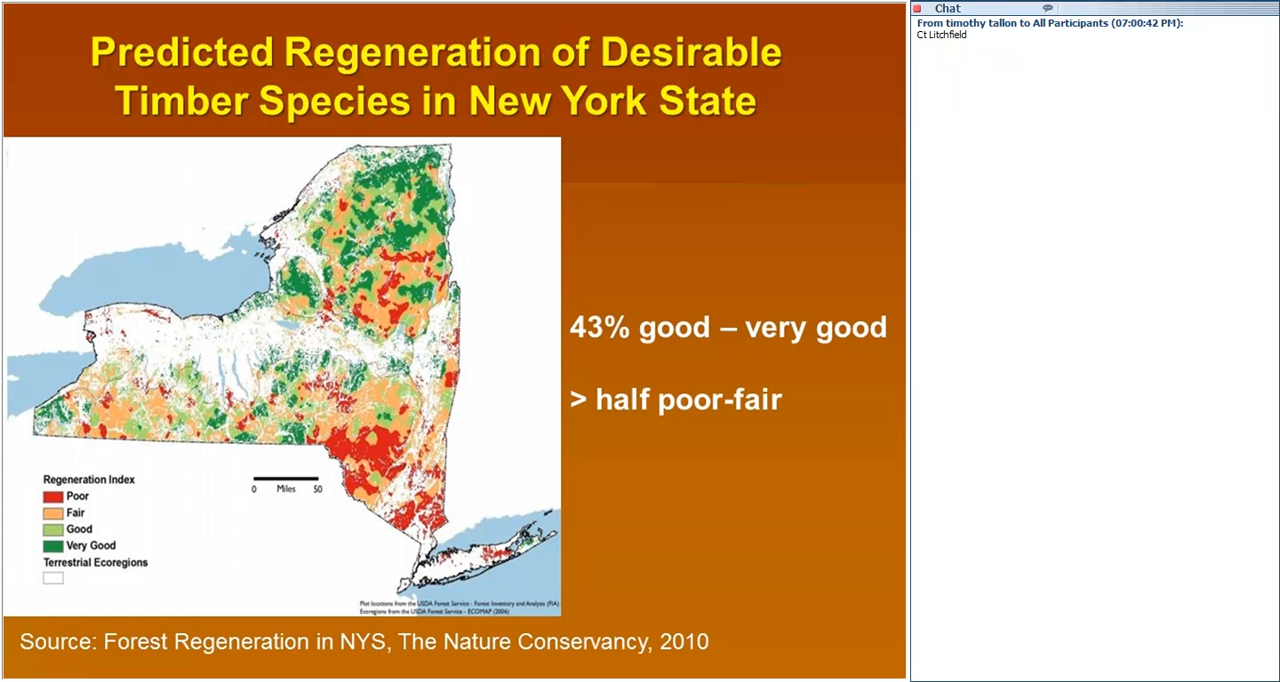 Predicted Regeneration of Desirable
Timber Species in New York State
43% good – very good
> half poor-fair
Regeneration Index
Poor
Fair
Good
Very Good
Terrestrial Ecoregions
0 Miles 50
Plot locations from the USDA Forest Service - Forest Inventory and Analysis (FIA)
Ecoregions from the USDA Forest Service - ECOMAP (2006)
Source: Forest Regeneration in NYS, The Nature Conservancy, 2010
Chat
From timothy tallon to All Participants (07:00:42 PM):
Ct Litchfield